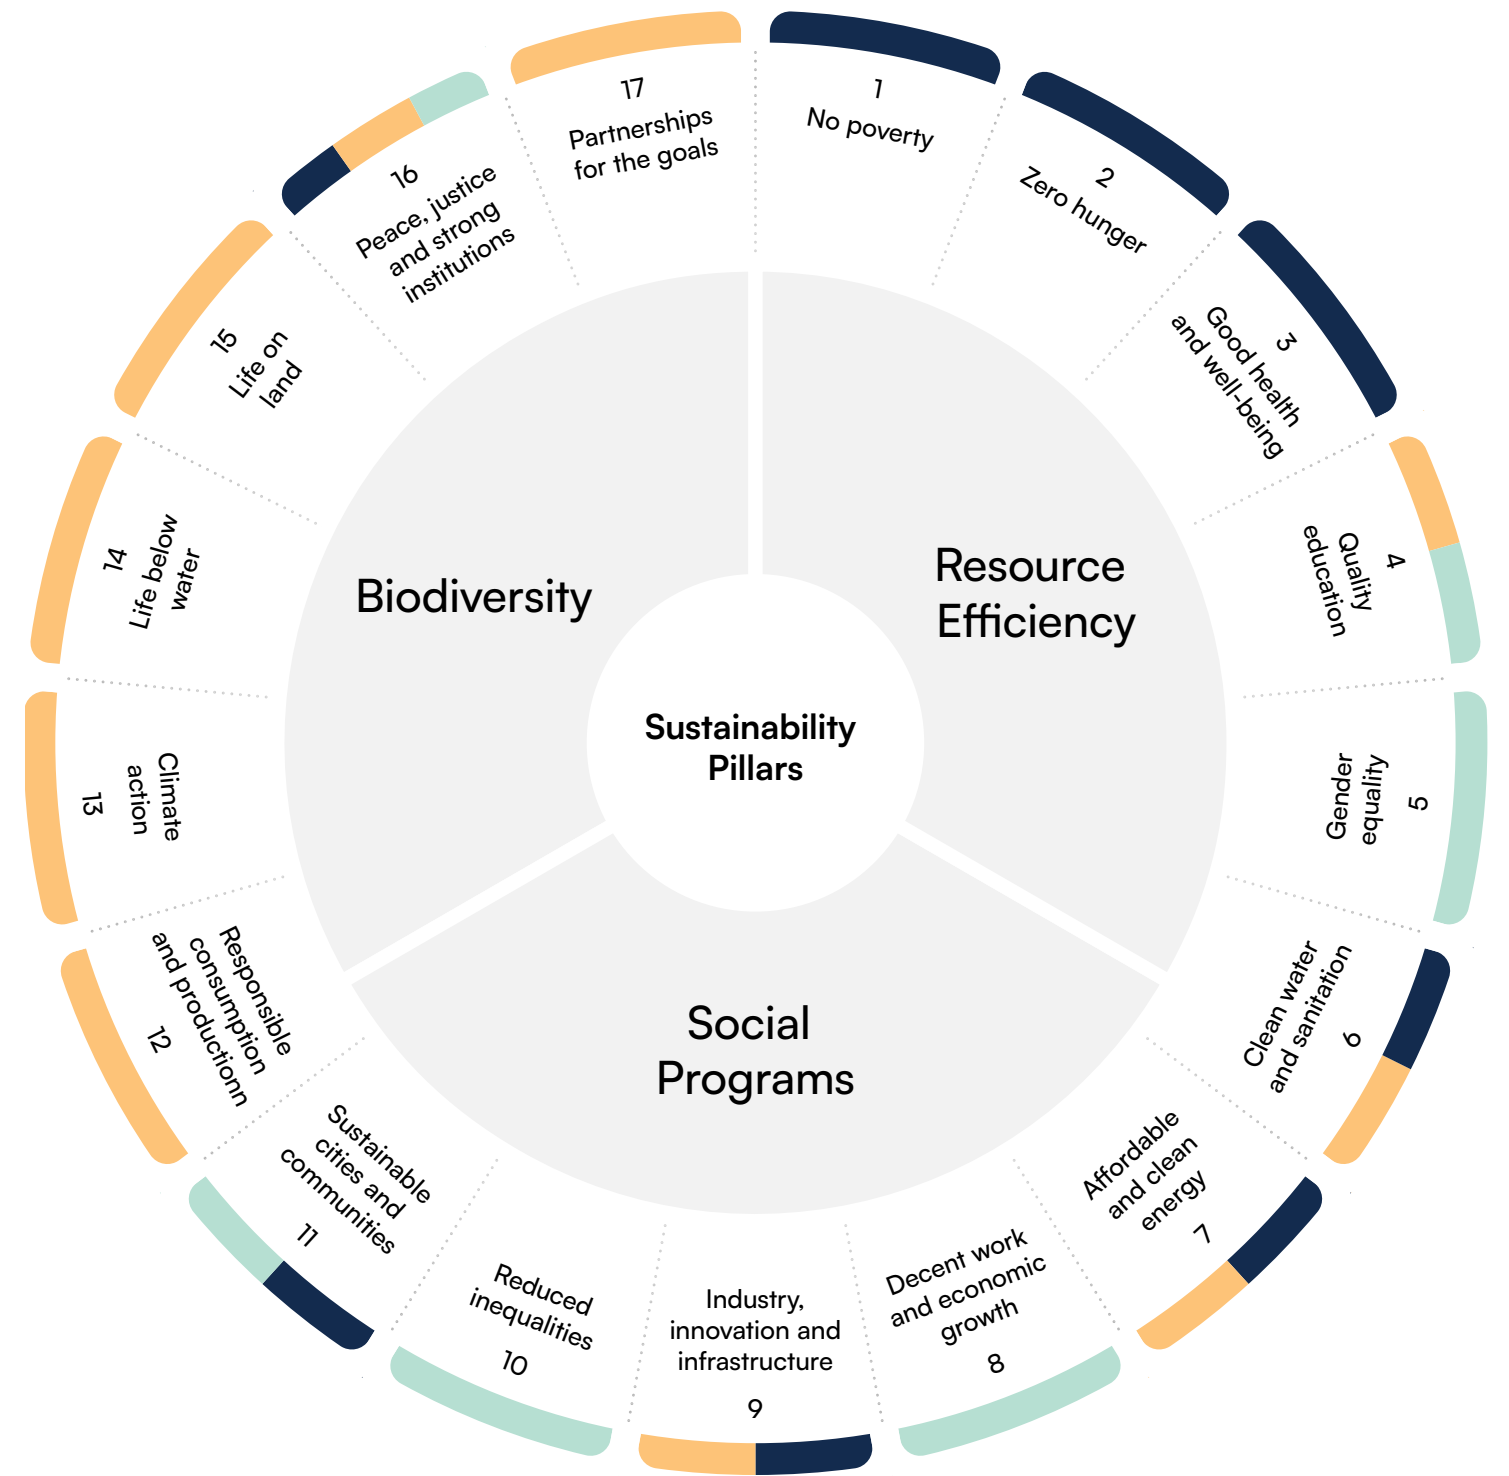 Sustainability
Pillars
Resource
Efficiency
Social
Programs
Biodiversity
1
No poverty
2
Zero hunger
3
Good health
and well-being
4
Quality
education
5
Gender
equality
Clean water
and sanitation
6
Affordable
and clean
energy
7
Decent work
and economic
growth
8
Industry,
innovation and
infrastructure
9
Reduced
inequalities
10
Sustainable
cities and
communities
11
Responsible
consumption
and productionn
12
Climate
action
13
14
Life below
water
15
Life on
land
16
Peace, justice
and strong
institutions
17
Partnerships
for the goals